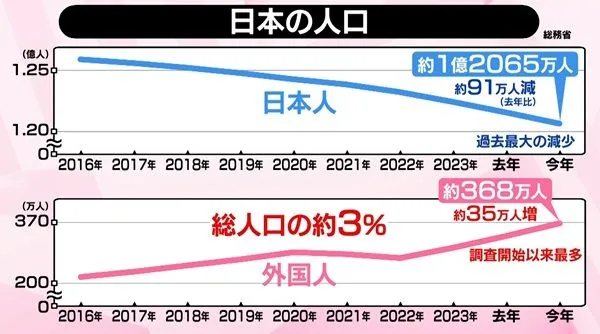 日本の人口
総務省
(億人)
1.25
1.20
0
約1億2065万人
約91万人減
(去年比)
日本人
過去最大の減少
2016年 2017年 2018年 2019年 2020年 2021年 2022年 2023年 去年 今年
(万人)
370
200
0
約368万人
総人口の約3%
約35万人増
外国人
調査開始以来最多
2016年 2017年 2018年 2019年 2020年 2021年 2022年 2023年 去年 今年